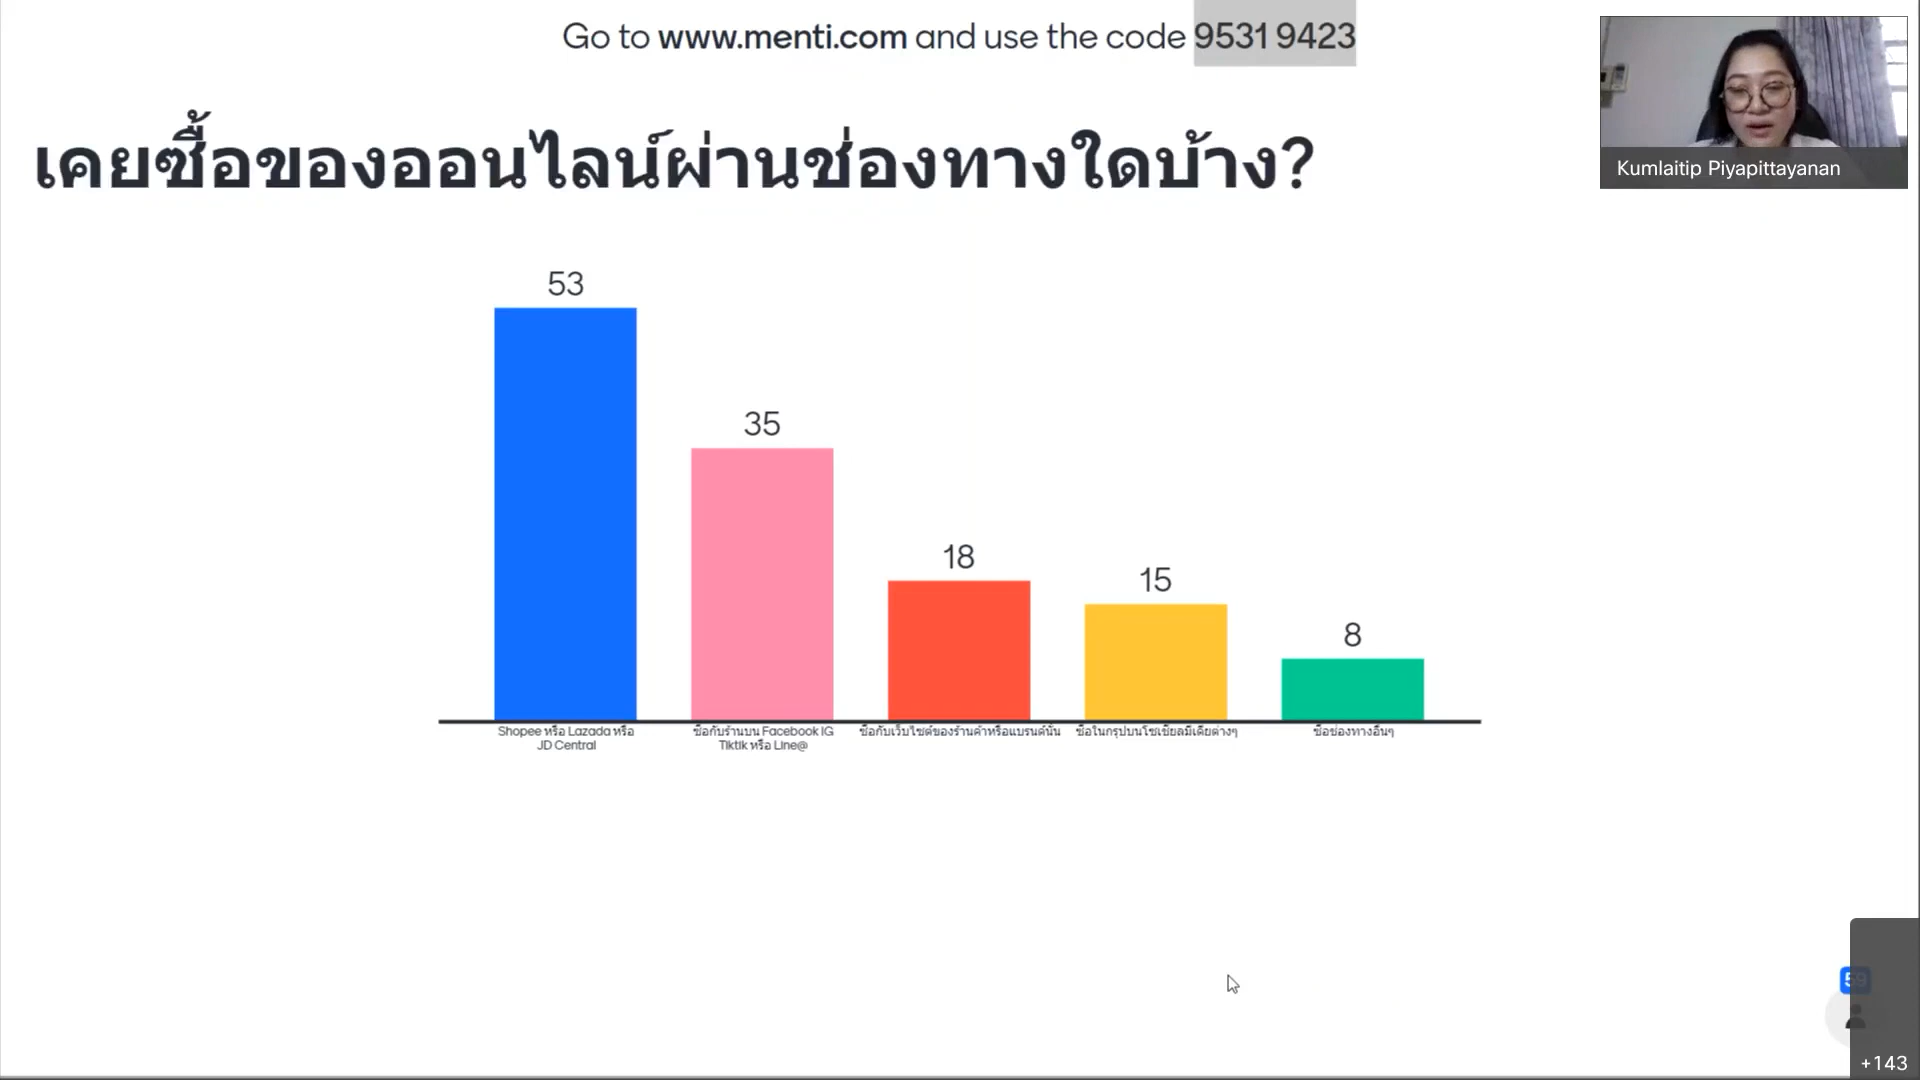 Go to www.menti.com and use the code 9531 9423
เคยซื้อของออนไลน์ผ่านช่องทางใดบ้าง?
Kumlaitip Piyapittayanan
53
35
18
15
8
Shopee หรือ Lazada หรือ
JD Central
ซื้อกับร้านบน Facebook IG
Tiktik หรือ Line@
ซื้อกับเว็บไซต์ของร้านค้าหรือแบรนด์นั้น
ซื้อในกรุปบนโซเชียลมีเดียต่างๆ
ซื้อช่องทางอื่นๆ
+143